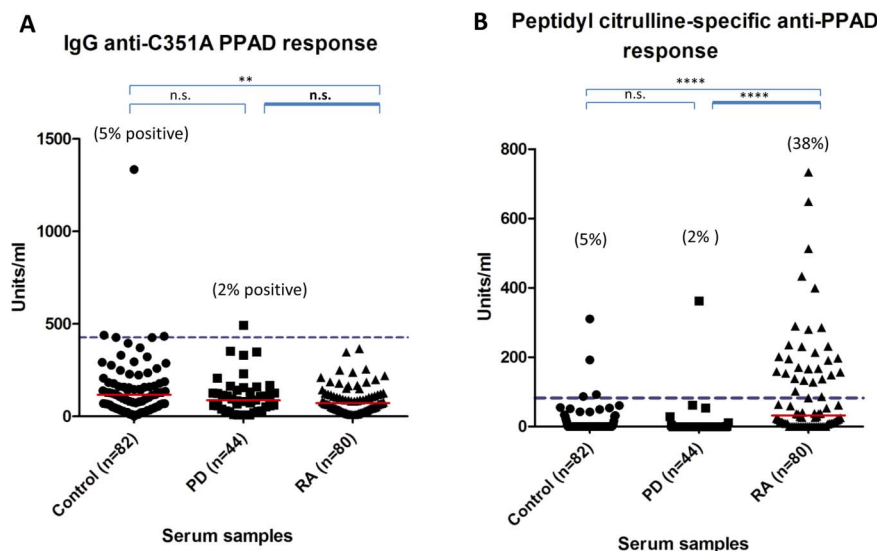 A
IgG anti-C351A PPAD response
**
n.s.
n.s.
(5% positive)
(2% positive)
1500
1000
500
0
Units/ml
Control (n=82)
PD (n=44)
RA (n=80)
Serum samples
B
Peptidyl citrulline-specific anti-PPAD
response
****
n.s.
****
(38%)
(5%)
(2% )
800
600
400
200
0
Units/ml
Control (n=82)
PD (n=44)
RA (n=80)
Serum samples